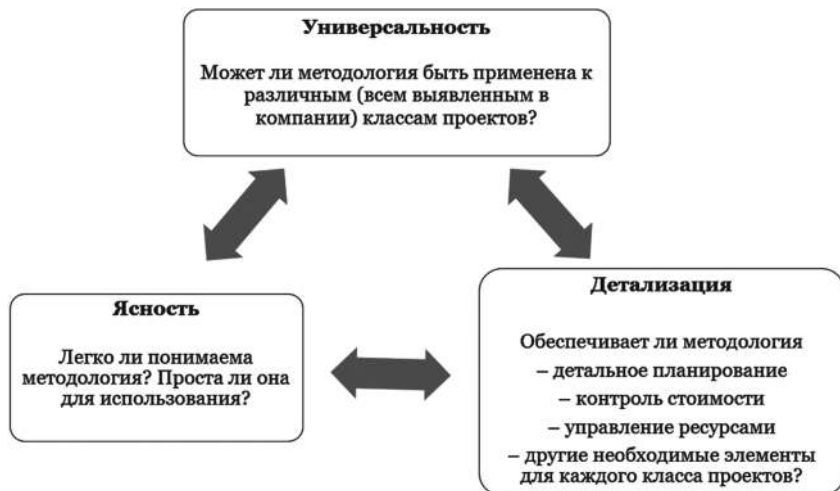 Универсальность
Может ли методология быть применена к
различным (всем выявленным в
компании) классам проектов?
Ясность
Легко ли понимаема
методология? Проста ли она
для использования?
Детализация
Обеспечивает ли методология
– детальное планирование
– контроль стоимости
– управление ресурсами
– другие необходимые элементы
для каждого класса проектов?